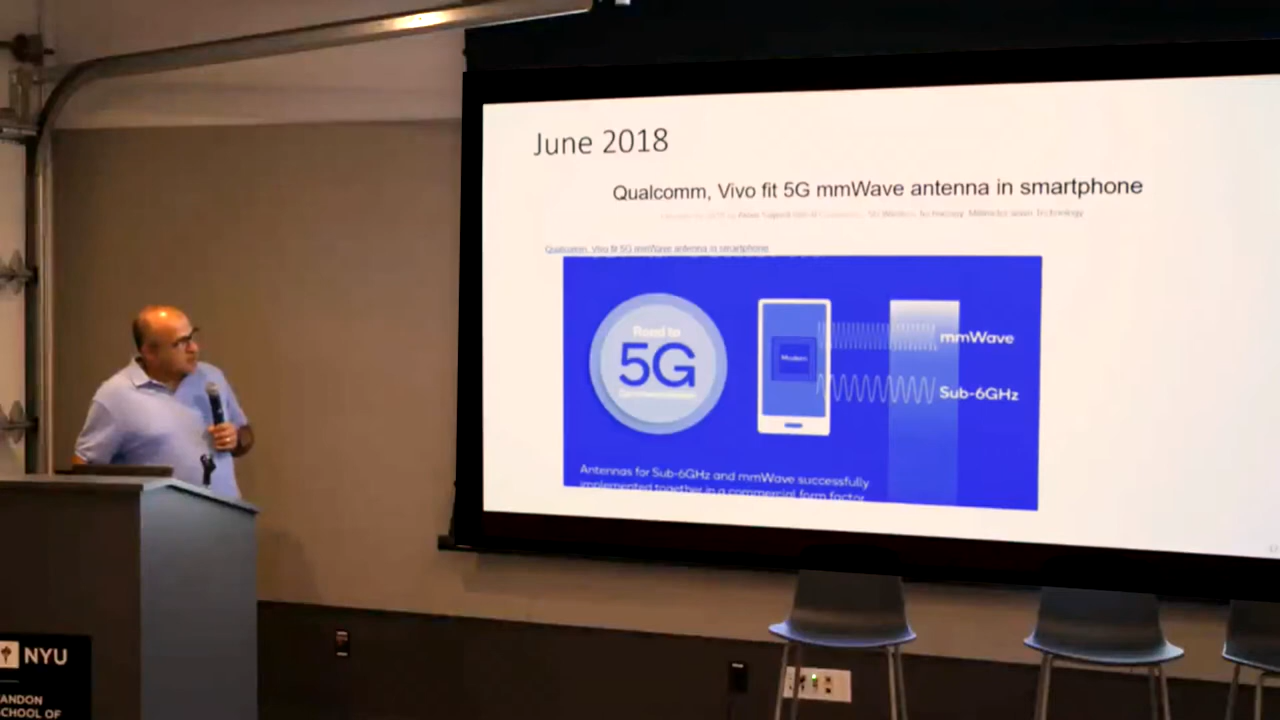 June 2018
Qualcomm, Vivo fit 5G mmWave antenna in smartphone
Qualcomm, Vivo fit 5G mmWave antenna in smartphone
Road to
5G
Modem
mmWave
Sub-6GHz
Antennas for Sub-6GHz and mmWave successfully
implemented together in a commercial form factor
NYU
ANDON
CHOOL OF